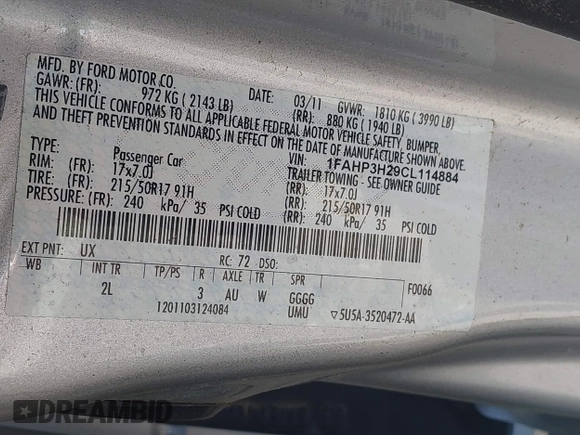 MFD. BY FORD MOTOR CO.
DATE: 03/11 GVWR: 1810 KG ( 3990 LB)
GAWR: (FR): 972 KG ( 2143 LB) (RR): 880 KG ( 1940 LB)
THIS VEHICLE CONFORMS TO ALL APPLICABLE FEDERAL MOTOR VEHICLE SAFETY, BUMPER,
AND THEFT PREVENTION STANDARDS IN EFFECT ON THE DATE OF MANUFACTURE SHOWN ABOVE.
VIN: 1FAHP3H29CL114884
TYPE: Passenger Car TRAILER TOWING - SEE OWNER GUIDE
RIM: (FR): 17x7.0J (RR): 17x7.0J
TIRE: (FR): 215/50R17 91H (RR): 215/50R17 91H
PRESSURE: (FR): 240 kPa/ 35 PSI COLD (RR): 240 kPa/ 35 PSI COLD
EXT PNT: UX RC: 72 DSO: F0066
WB INT TR TP/PS R AXLE TR SPR
2L 3 AU W GGGG
1201103124084 UMU ▽5U5A-3520472-AA
DREAMBID